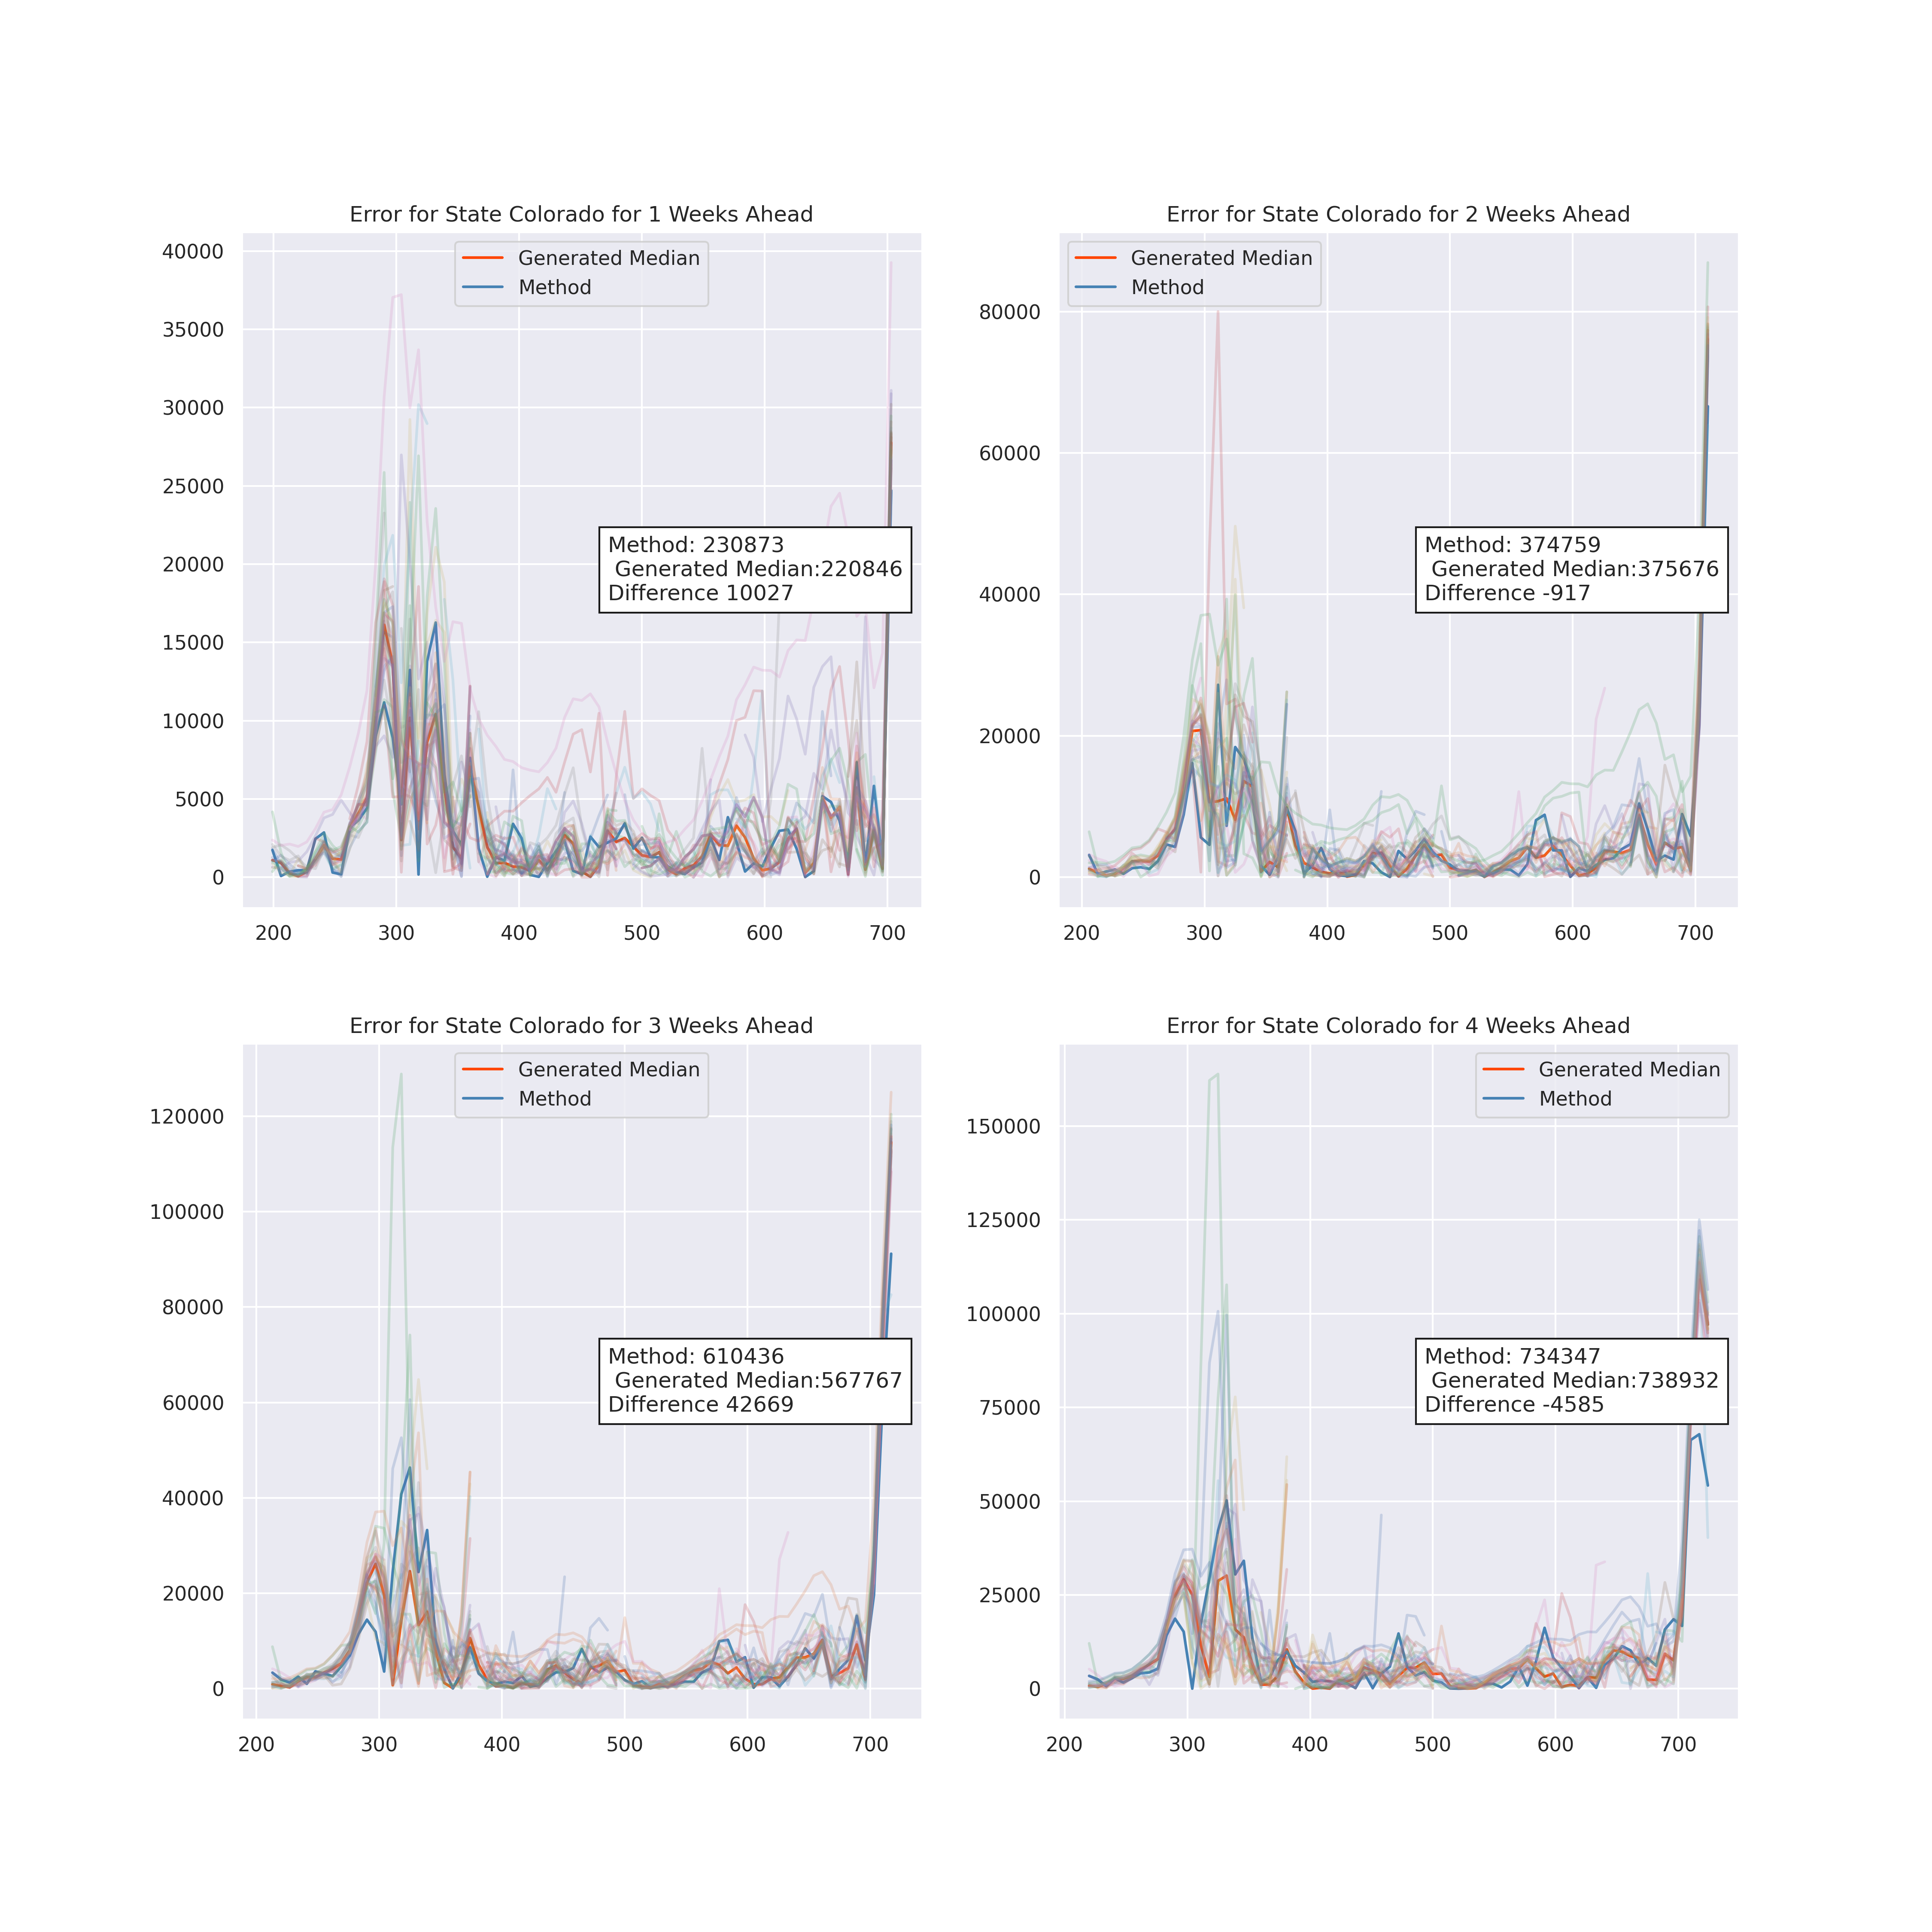 Error for State Colorado for 1 Weeks Ahead
Generated Median
Method
40000
35000
30000
25000
20000
15000
10000
5000
0
Method: 230873
Generated Median:220846
Difference 10027
200 300 400 500 600 700
Error for State Colorado for 2 Weeks Ahead
Generated Median
Method
80000
60000
40000
20000
0
Method: 374759
Generated Median:375676
Difference -917
200 300 400 500 600 700
Error for State Colorado for 3 Weeks Ahead
Generated Median
Method
120000
100000
80000
60000
40000
20000
0
Method: 610436
Generated Median:567767
Difference 42669
200 300 400 500 600 700
Error for State Colorado for 4 Weeks Ahead
Generated Median
Method
150000
125000
100000
75000
50000
25000
0
Method: 734347
Generated Median:738932
Difference -4585
200 300 400 500 600 700